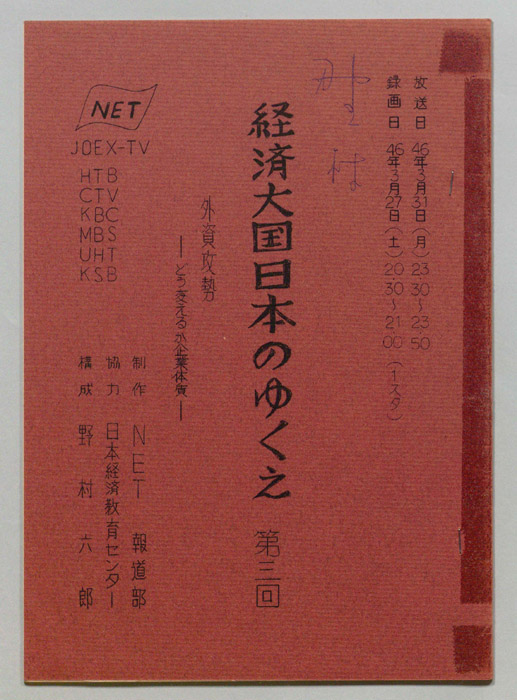 放送日 46年3月31日(月)23.30〜23.50
録画日 46年3月27日(土)20.30〜21.00(1スタ)
経済大国日本のゆくえ 第三回
外資攻勢
―どう変えるか企業体質―
NET
JOEX-TV
HTB
CTV
KBC
MBS
UHT
KSB
制作 NET 報道部
協力 日本経済教育センター
構成 野村六郎